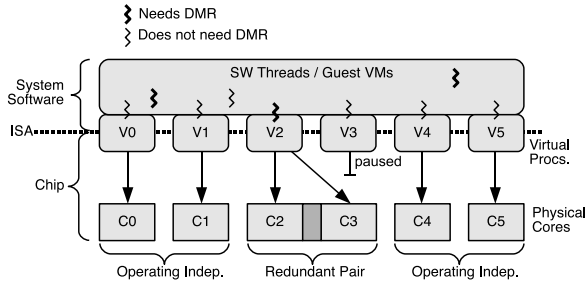 Needs DMR
Does not need DMR
SW Threads / Guest VMs
System
Software
V0 V1 V2 V3 V4 V5
ISA
Virtual
Procs.
paused
Chip
C0 C1 C2 C3 C4 C5
Physical
Cores
Operating Indep. Redundant Pair Operating Indep.